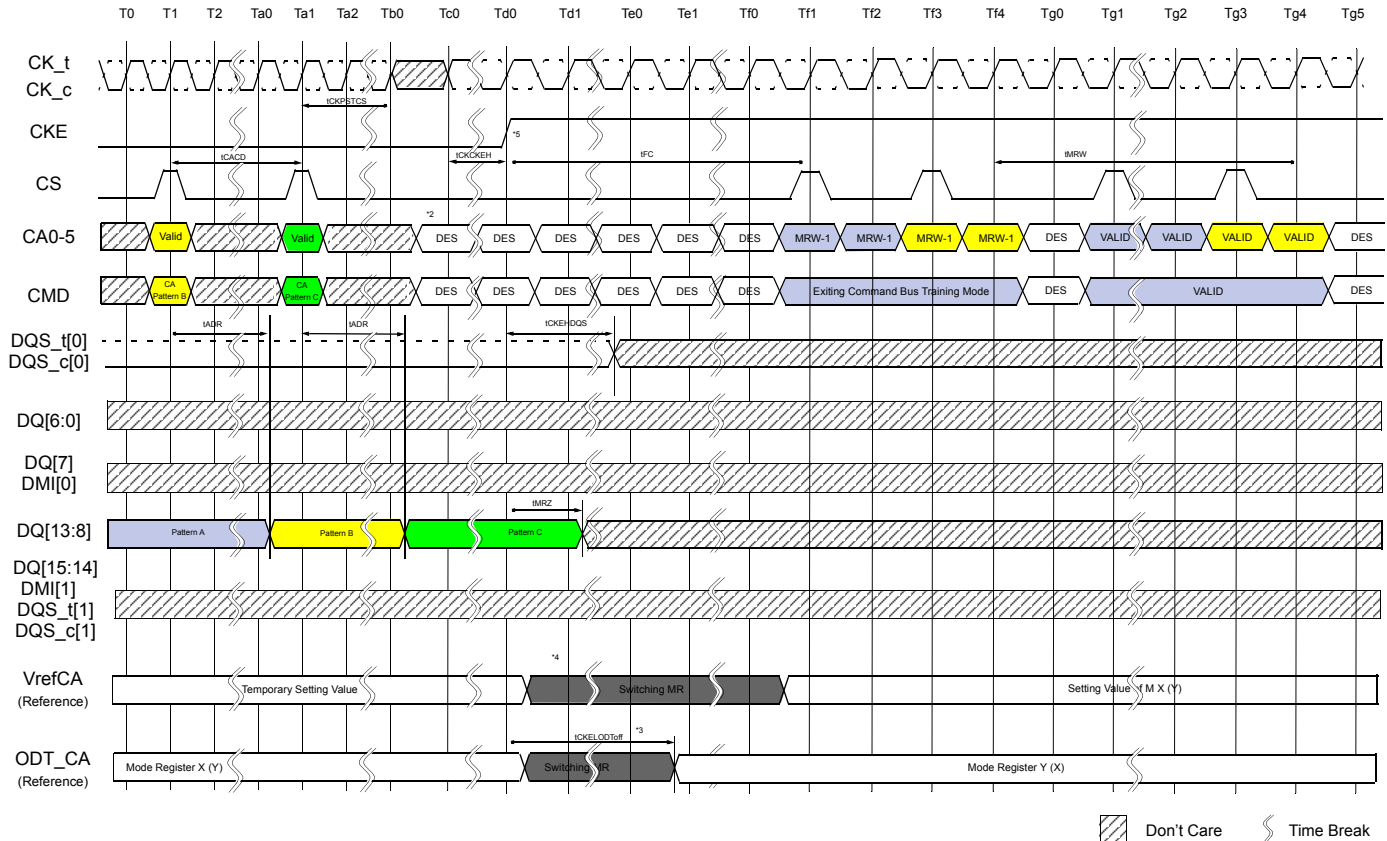 T0 T1 T2 Ta0 Ta1 Ta2 Tb0 Tc0 Td0 Td1 Te0 Te1 Tf0 Tf1 Tf2 Tf3 Tf4 Tg0 Tg1 Tg2 Tg3 Tg4 Tg5
CK_t
CK_c
tCKPSTCS
CKE
*5
tCACD tCKCKEH tFC tMRW
CS
*2
CA0-5 Valid Valid DES DES DES DES DES DES MRW-1 MRW-1 MRW-1 MRW-1 DES VALID VALID VALID VALID DES
CMD CA Pattern B CA Pattern C DES DES DES DES DES DES Exiting Command Bus Training Mode DES VALID DES
tADR tADR tCKEHDQS
DQS_t[0]
DQS_c[0]
DQ[6:0]
DQ[7]
DMI[0]
tMRZ
DQ[13:8] Pattern A Pattern B Pattern C
DQ[15:14]
DMI[1]
DQS_t[1]
DQS_c[1]
*4
VrefCA
(Reference)
Temporary Setting Value Switching MR Setting Value of M X (Y)
tCKELODToff *3
ODT_CA
(Reference)
Mode Register X (Y) Switching MR Mode Register Y (X)
Don't Care Time Break